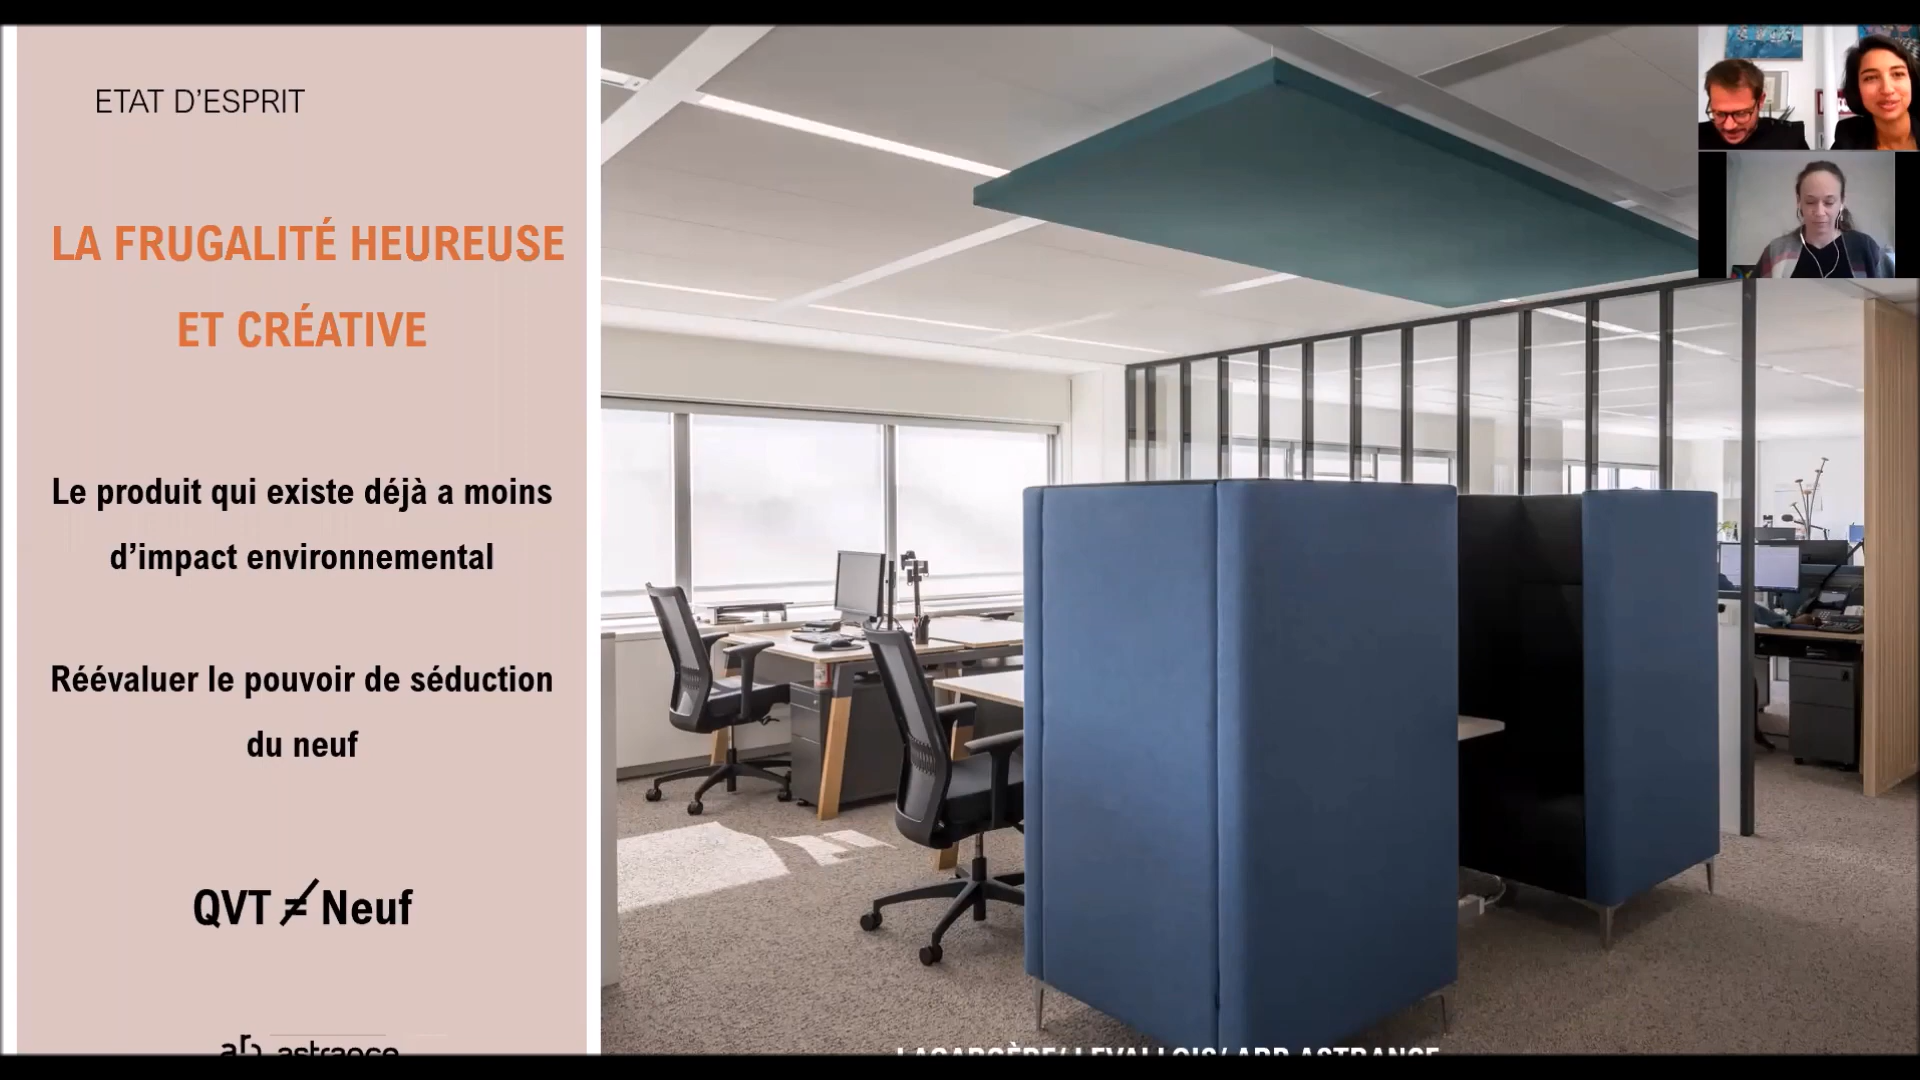 ETAT D'ESPRIT
LA FRUGALITÉ HEUREUSE
ET CRÉATIVE
Le produit qui existe déjà a moins
d'impact environnemental
Réévaluer le pouvoir de séduction
du neuf
QVT ≠ Neuf
astrance